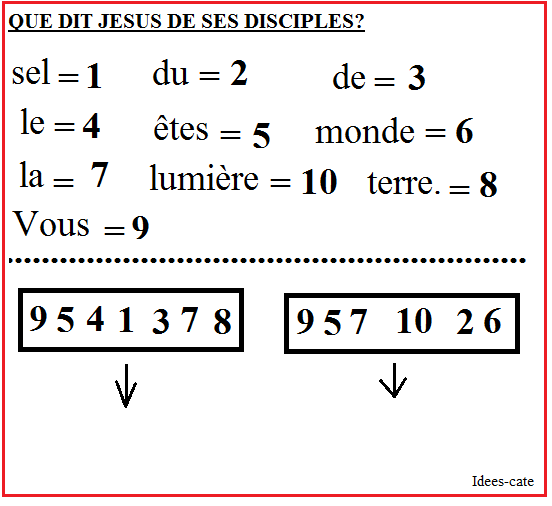 QUE DIT JESUS DE SES DISCIPLES?
sel = 1 du = 2 de = 3
le = 4 êtes = 5 monde = 6
la = 7 lumière = 10 terre. = 8
Vous = 9
9 5 4 1 3 7 8 9 5 7 10 2 6
Idees-cate